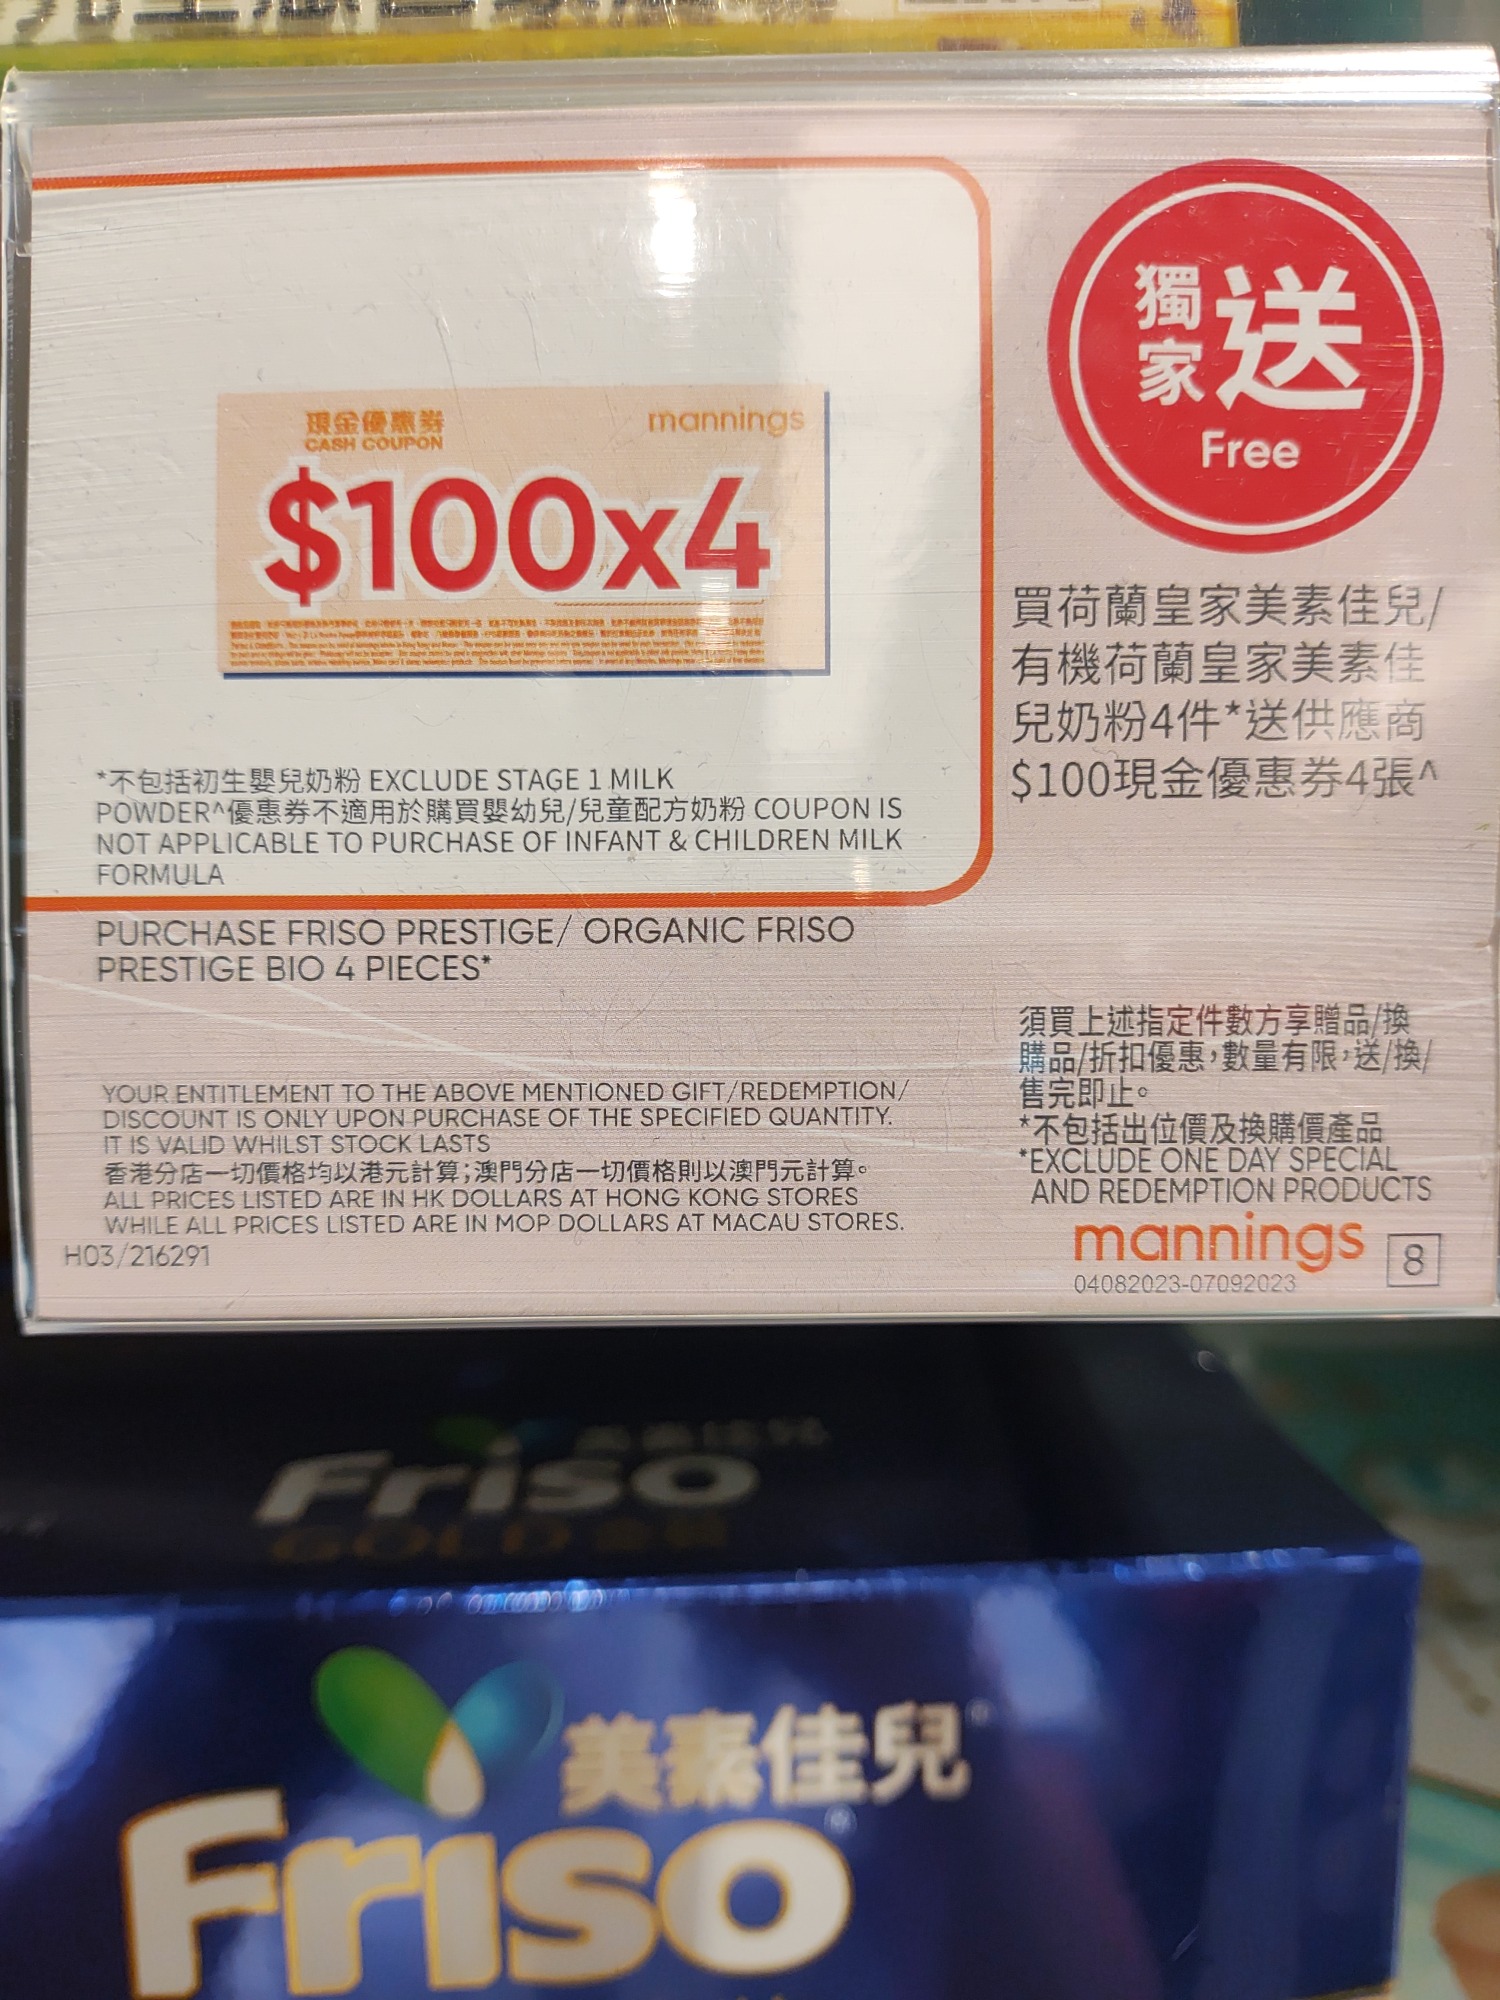 獨家 送
Free
現金優惠券
CASH COUPON
mannings
$100x4
*不包括初生嬰兒奶粉 EXCLUDE STAGE 1 MILK
POWDER^優惠券不適用於購買嬰幼兒/兒童配方奶粉 COUPON IS
NOT APPLICABLE TO PURCHASE OF INFANT & CHILDREN MILK
FORMULA
買荷蘭皇家美素佳兒/
有機荷蘭皇家美素佳
兒奶粉4件*送供應商
$100現金優惠券4張^
PURCHASE FRISO PRESTIGE/ ORGANIC FRISO
PRESTIGE BIO 4 PIECES*
YOUR ENTITLEMENT TO THE ABOVE MENTIONED GIFT/REDEMPTION/
DISCOUNT IS ONLY UPON PURCHASE OF THE SPECIFIED QUANTITY.
IT IS VALID WHILST STOCK LASTS
香港分店一切價格均以港元計算;澳門分店一切價格則以澳門元計算。
ALL PRICES LISTED ARE IN HK DOLLARS AT HONG KONG STORES
WHILE ALL PRICES LISTED ARE IN MOP DOLLARS AT MACAU STORES.
H03/216291
須買上述指定件數方享贈品/換
購品/折扣優惠,數量有限,送/換/
售完即止。
*不包括出位價及換購價產品
*EXCLUDE ONE DAY SPECIAL
AND REDEMPTION PRODUCTS
mannings 8
04082023-07092023
Friso
GOLD
美素佳兒
Friso